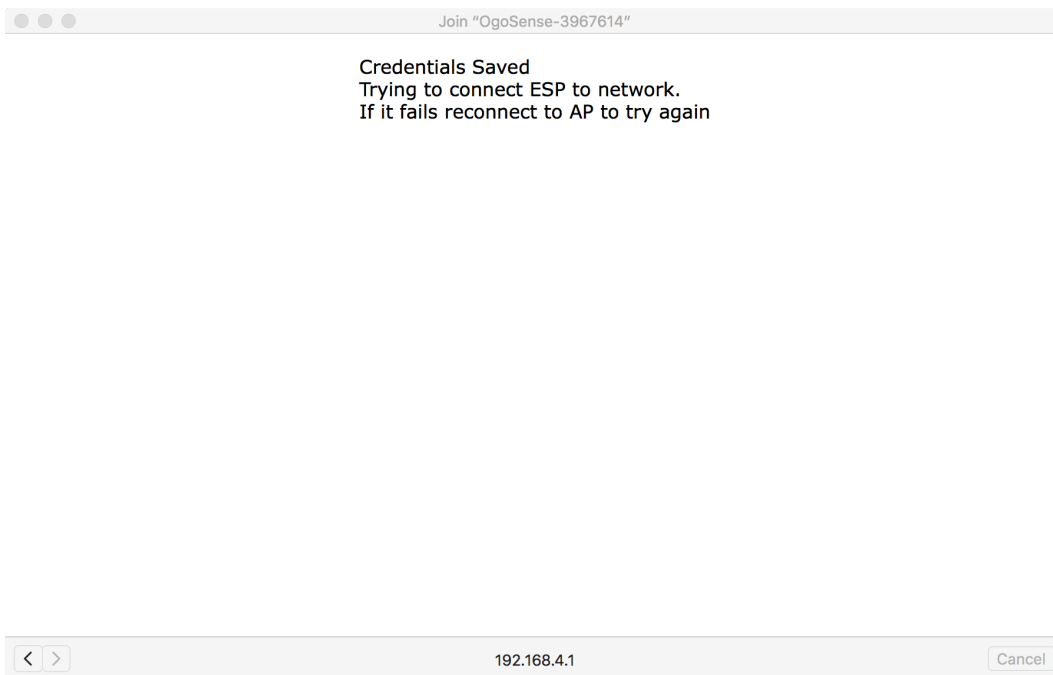 Join “OgoSense-3967614”
Credentials Saved
Trying to connect ESP to network.
If it fails reconnect to AP to try again
192.168.4.1
Cancel